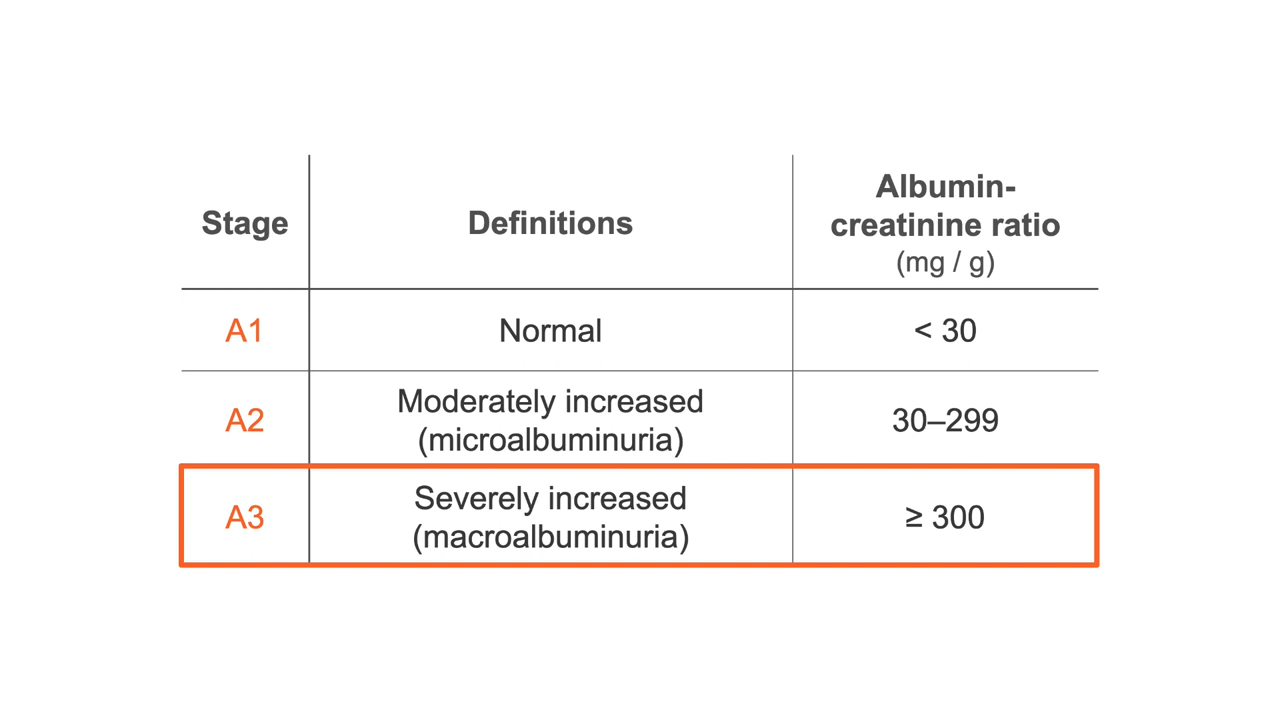 Stage
Definitions
Albumin-
creatinine ratio
(mg / g)
A1
Normal
< 30
A2
Moderately increased
(microalbuminuria)
30–299
A3
Severely increased
(macroalbuminuria)
≥ 300